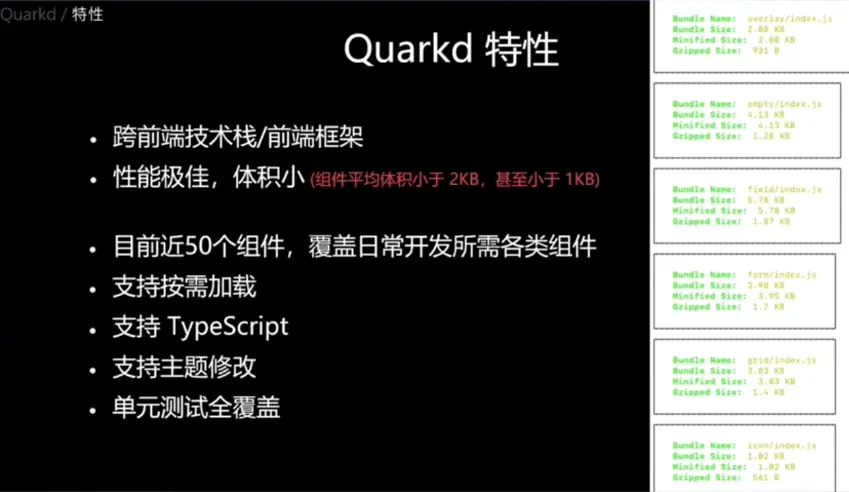 Quarkd / 特性
Quarkd 特性
• 跨前端技术栈/前端框架
• 性能极佳，体积小 (组件平均体积小于 2KB，甚至小于 1KB)
• 目前近50个组件，覆盖日常开发所需各类组件
• 支持按需加载
• 支持 TypeScript
• 支持主题修改
• 单元测试全覆盖
Bundle Name: overlay/index.js
Bundle Size: 2.08 KB
Minified Size: 2.08 KB
Gzipped Size: 931 B
Bundle Name: empty/index.js
Bundle Size: 4.13 KB
Minified Size: 4.13 KB
Gzipped Size: 1.28 KB
Bundle Name: field/index.js
Bundle Size: 5.78 KB
Minified Size: 5.78 KB
Gzipped Size: 1.87 KB
Bundle Name: form/index.js
Bundle Size: 3.98 KB
Minified Size: 3.95 KB
Gzipped Size: 1.7 KB
Bundle Name: grid/index.js
Bundle Size: 3.83 KB
Minified Size: 3.83 KB
Gzipped Size: 1.4 KB
Bundle Name: icon/index.js
Bundle Size: 1.02 KB
Minified Size: 1.02 KB
Gzipped Size: 561 B